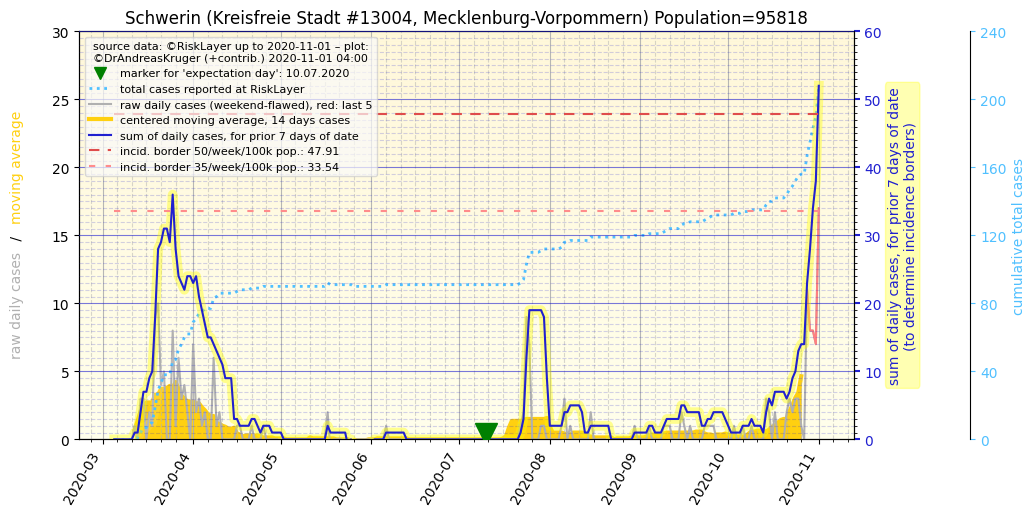 Schwerin (Kreisfreie Stadt #13004, Mecklenburg-Vorpommern) Population=95818
source data: ©RiskLayer up to 2020-11-01 – plot:
©DrAndreasKruger (+contrib.) 2020-11-01 04:00
marker for 'expectation day': 10.07.2020
total cases reported at RiskLayer
raw daily cases (weekend-flawed), red: last 5
centered moving average, 14 days cases
sum of daily cases, for prior 7 days of date
incid. border 50/week/100k pop.: 47.91
incid. border 35/week/100k pop.: 33.54
raw daily cases / moving average
30
25
20
15
10
5
0
60
50
40
30
20
10
0
sum of daily cases, for prior 7 days of date
(to determine incidence borders)
240
200
160
120
80
40
0
cumulative total cases
2020-03
2020-04
2020-05
2020-06
2020-07
2020-08
2020-09
2020-10
2020-11